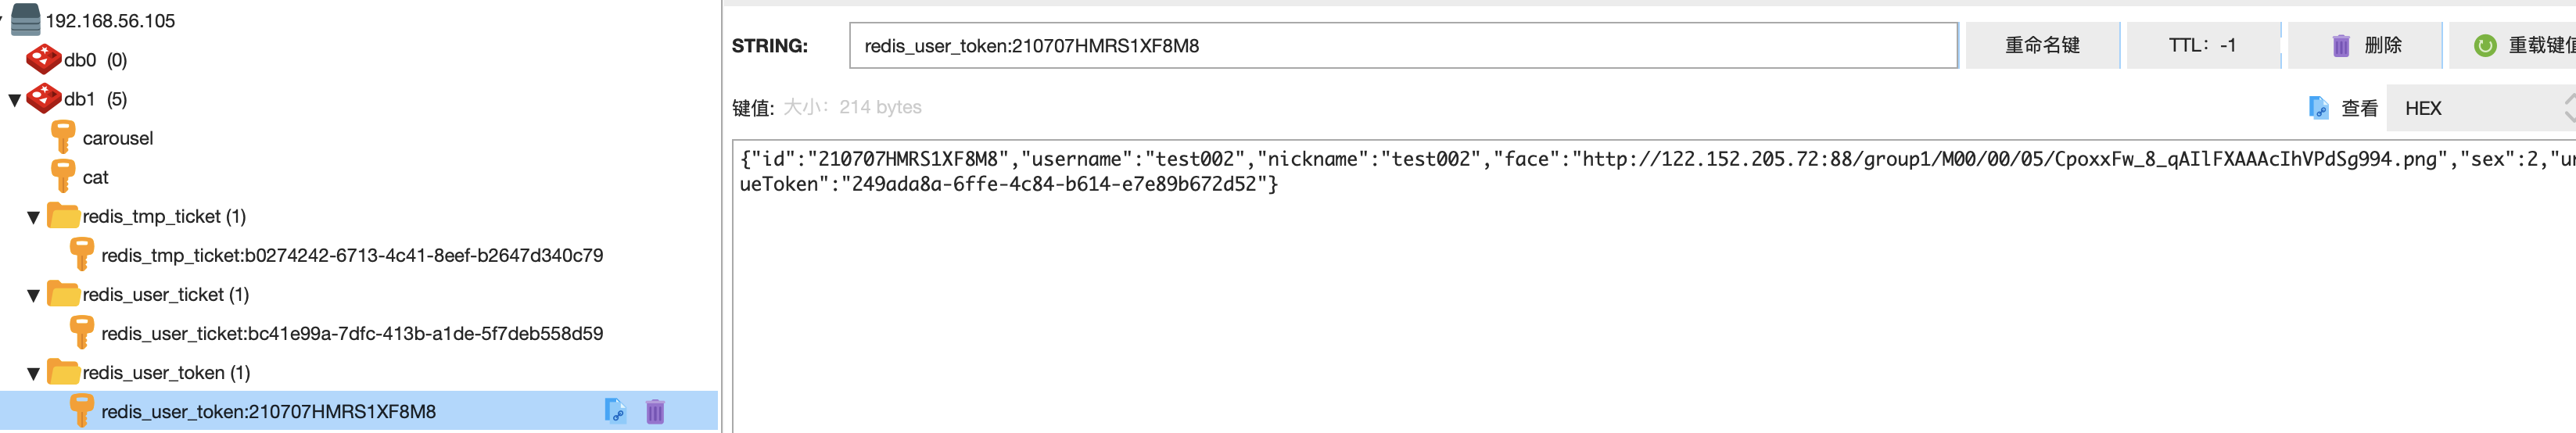 192.168.56.105
db0 (0)
db1 (5)
carousel
cat
redis_tmp_ticket (1)
redis_tmp_ticket:b0274242-6713-4c41-8eef-b2647d340c79
redis_user_ticket (1)
redis_user_ticket:bc41e99a-7dfc-413b-a1de-5f7deb558d59
redis_user_token (1)
redis_user_token:210707HMRS1XF8M8
STRING: redis_user_token:210707HMRS1XF8M8 重命名键 TTL: -1 删除 重载键值
键值: 大小: 214 bytes 查看 HEX
{"id":"210707HMRS1XF8M8","username":"test002","nickname":"test002","face":"http://122.152.205.72:88/group1/M00/00/05/CpoxxFw_8_qAIlFXAAAcIhVPdSg994.png","sex":2,"un
ueToken":"249ada8a-6ffe-4c84-b614-e7e89b672d52"}